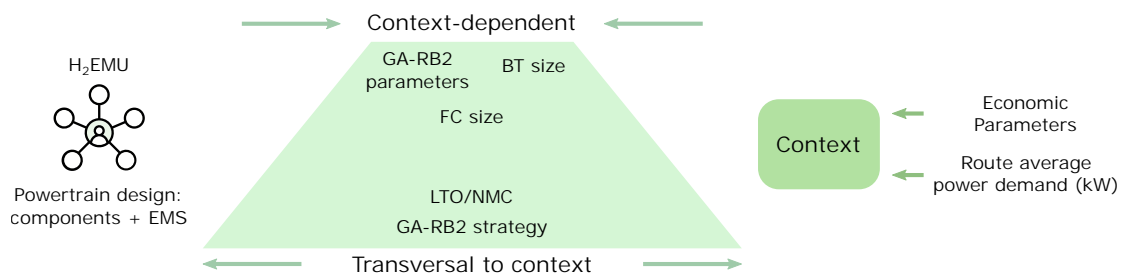 Context-dependent
H₂EMU
GA-RB2
parameters
BT size
FC size
LTO/NMC
GA-RB2 strategy
Transversal to context
Powertrain design:
components + EMS
Context
Economic
Parameters
Route average
power demand (kW)